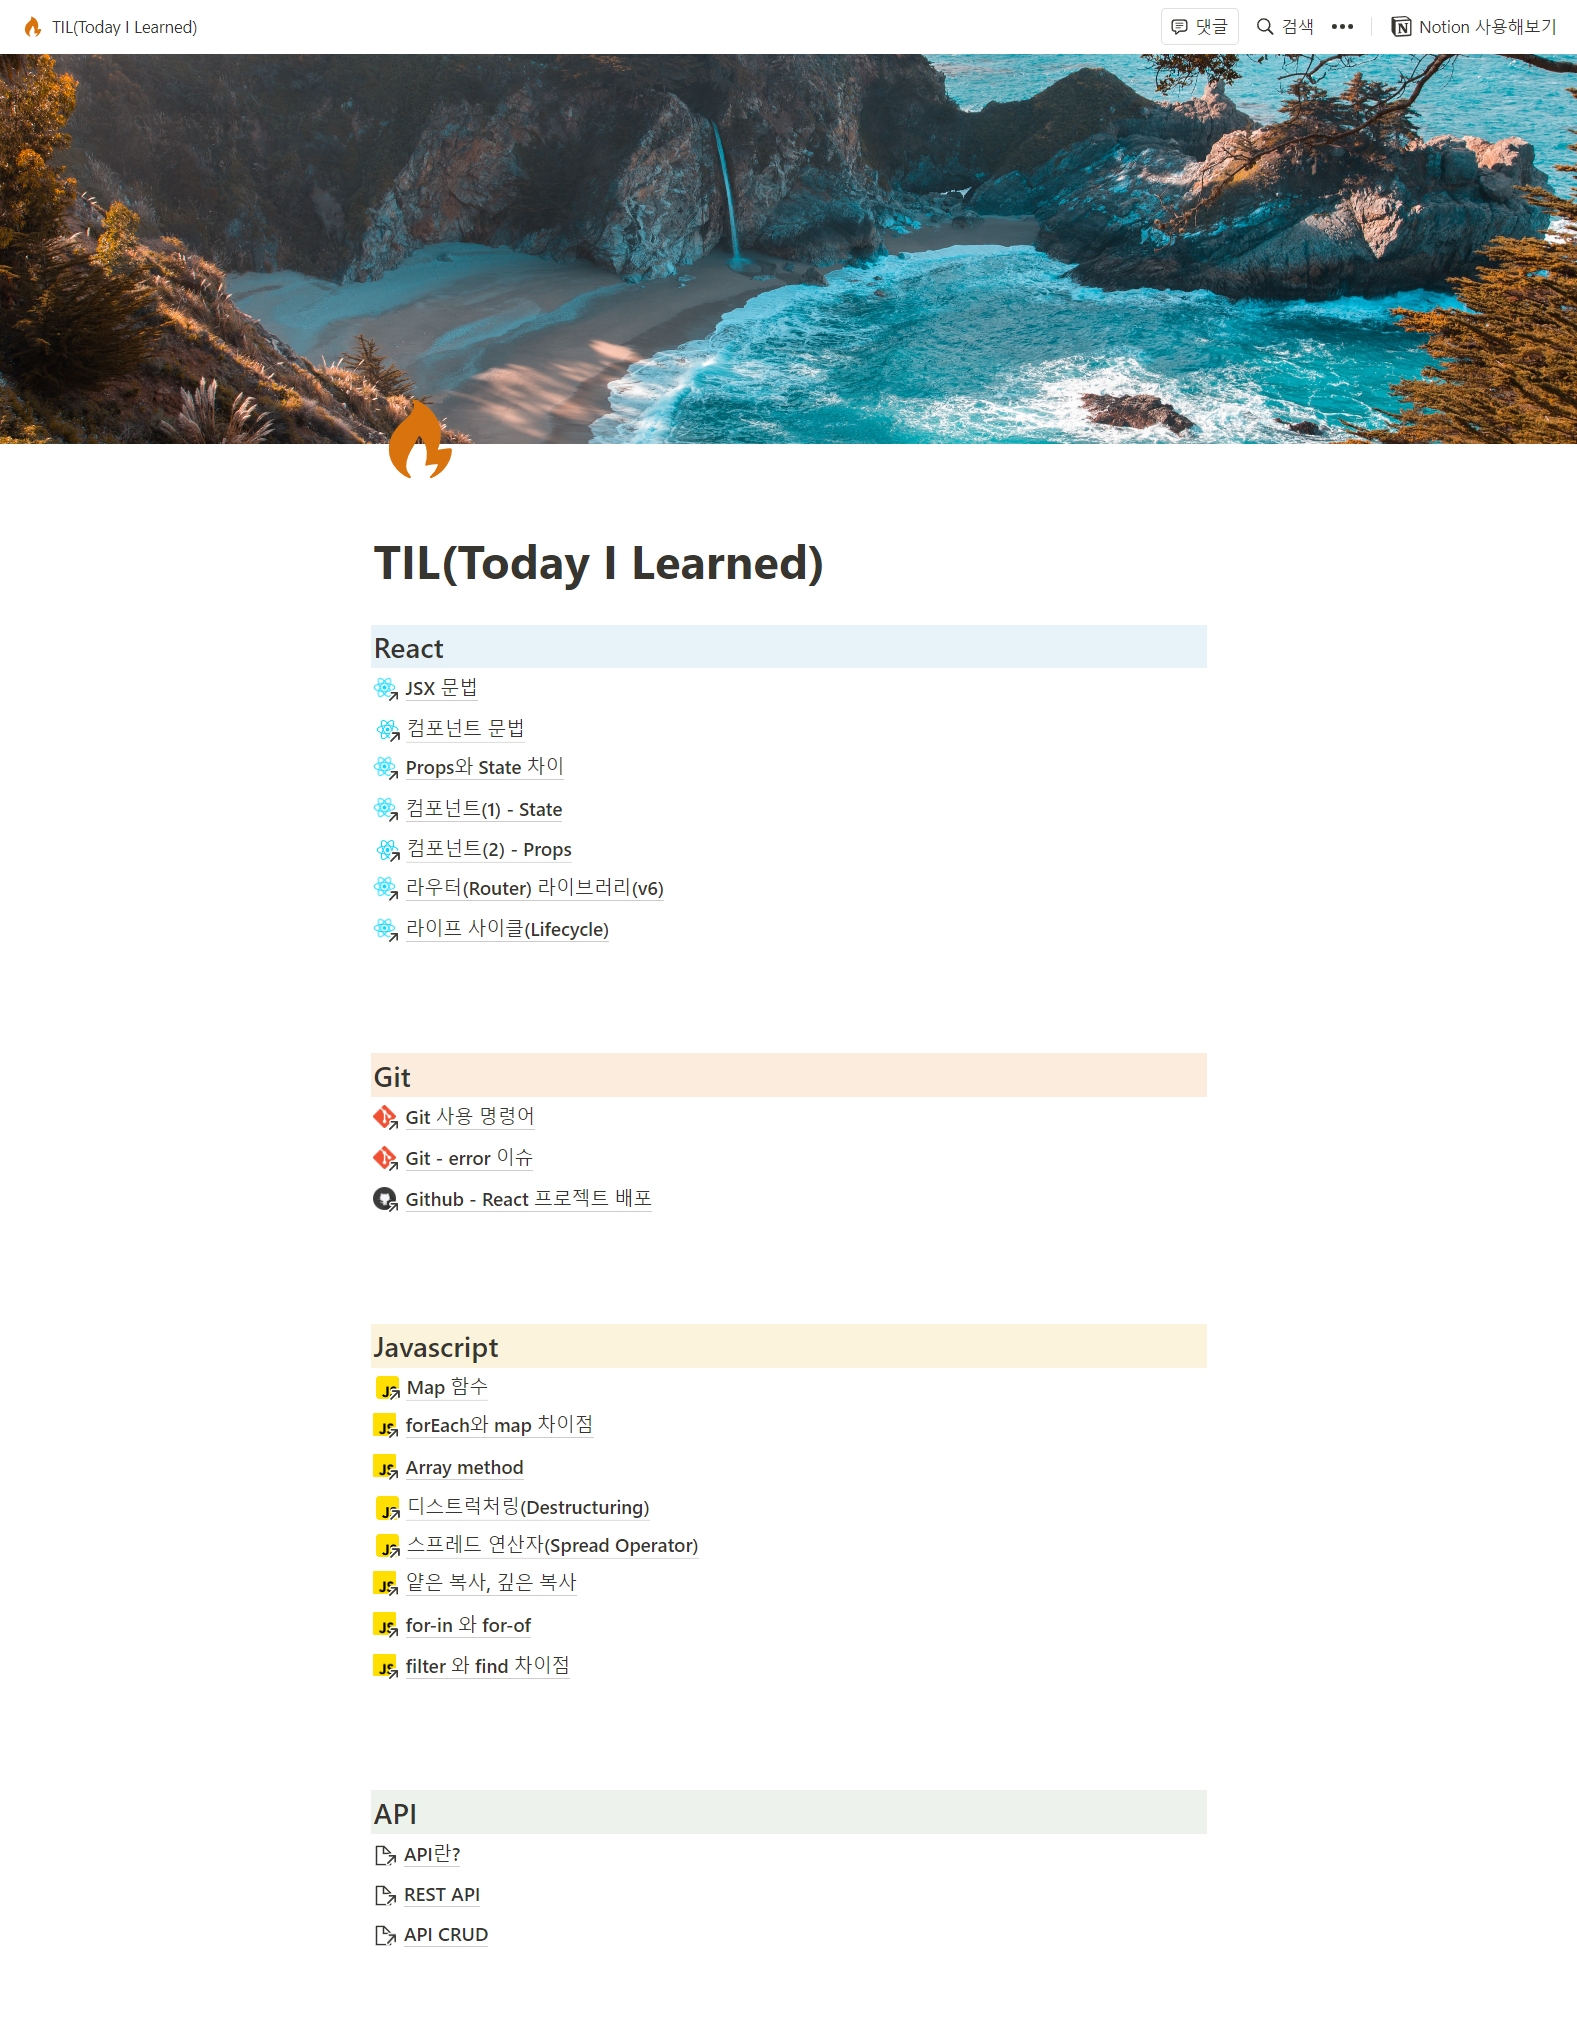 TIL(Today I Learned)
댓글
검색
Notion 사용해보기
TIL(Today I Learned)
React
JSX 문법
컴포넌트 문법
Props와 State 차이
컴포넌트(1) - State
컴포넌트(2) - Props
라우터(Router) 라이브러리(v6)
라이프 사이클(Lifecycle)
Git
Git 사용 명령어
Git - error 이슈
Github - React 프로젝트 배포
Javascript
Map 함수
forEach와 map 차이점
Array method
디스트럭처링(Destructuring)
스프레드 연산자(Spread Operator)
얕은 복사, 깊은 복사
for-in 와 for-of
filter 와 find 차이점
API
API란?
REST API
API CRUD